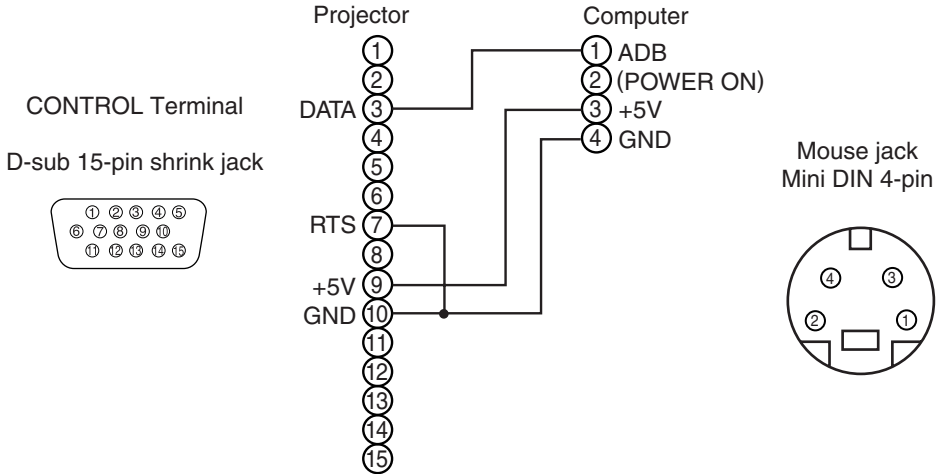 Projector
Computer
① ADB
② (POWER ON)
③ +5V
④ GND
①
②
DATA ③
④
⑤
⑥
RTS ⑦
⑧
+5V ⑨
GND ⑩
⑪
⑫
⑬
⑭
⑮
CONTROL Terminal
D-sub 15-pin shrink jack
① ② ③ ④ ⑤
⑥ ⑦ ⑧ ⑨ ⑩
⑪ ⑫ ⑬ ⑭ ⑮
Mouse jack
Mini DIN 4-pin
④ ③
② ①